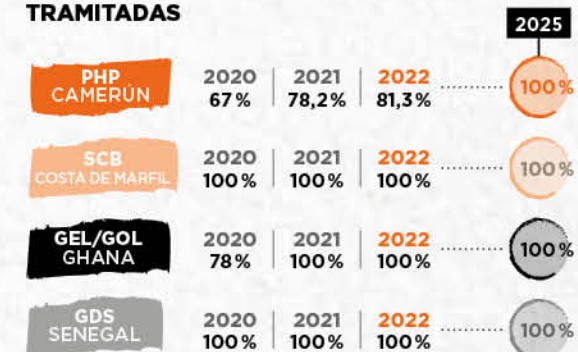 TRAMITADAS
2025
PHP
CAMERÚN
2020 2021 2022
67% 78,2% 81,3%
100%
SCB
COSTA DE MARFIL
2020 2021 2022
100% 100% 100%
100%
GEL/GOL
GHANA
2020 2021 2022
78% 100% 100%
100%
GDS
SENEGAL
2020 2021 2022
100% 100% 100%
100%